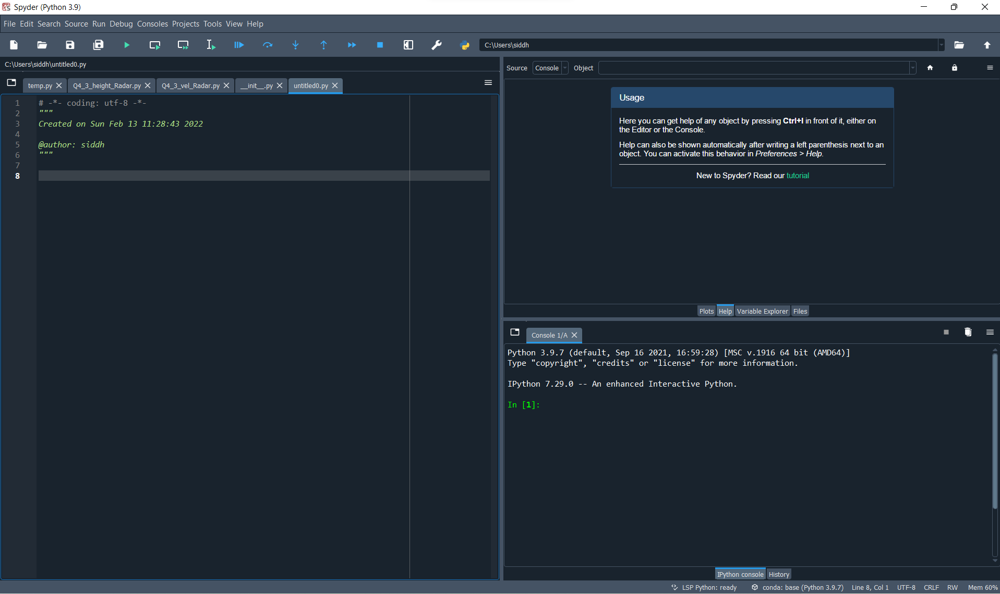 Spyder (Python 3.9)
File Edit Search Source Run Debug Consoles Projects Tools View Help
C:\Users\siddh
C:\Users\siddh\untitled0.py
temp.py Q4_3_height_Radar.py Q4_3_vel_Radar.py __init__.py untitled0.py
1 # -*- coding: utf-8 -*-
2 """
3 Created on Sun Feb 13 11:28:43 2022
4
5 @author: siddh
6 """
7
8
Source Console Object
Usage
Here you can get help of any object by pressing Ctrl+I in front of it, either on
the Editor or the Console.
Help can also be shown automatically after writing a left parenthesis next to an
object. You can activate this behavior in Preferences > Help.
New to Spyder? Read our tutorial
Plots Help Variable Explorer Files
Console 1/A
Python 3.9.7 (default, Sep 16 2021, 16:59:28) [MSC v.1916 64 bit (AMD64)]
Type "copyright", "credits" or "license" for more information.
IPython 7.29.0 -- An enhanced Interactive Python.
In [1]:
IPython console History
LSP Python: ready conda: base (Python 3.9.7) Line 8, Col 1 UTF-8 CRLF RW Mem 60%